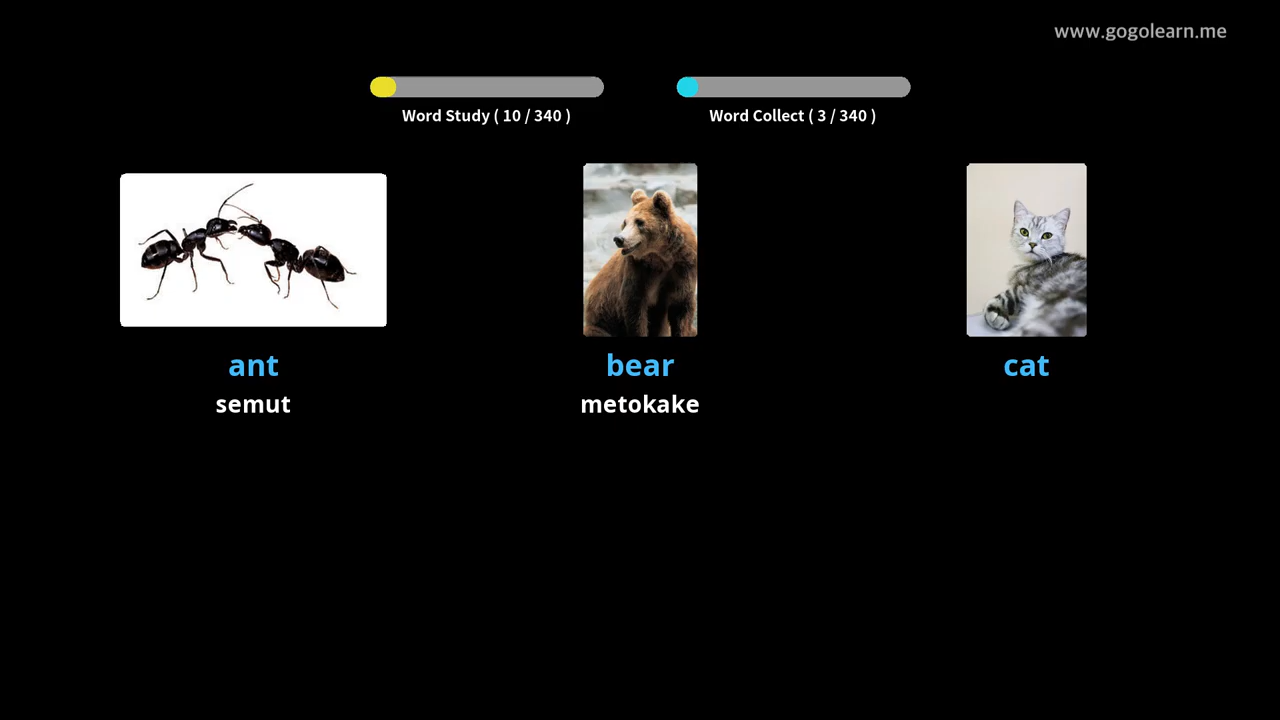 www.gogolearn.me
Word Study ( 10 / 340 )
Word Collect ( 3 / 340 )
ant
bear
cat
semut
metokake